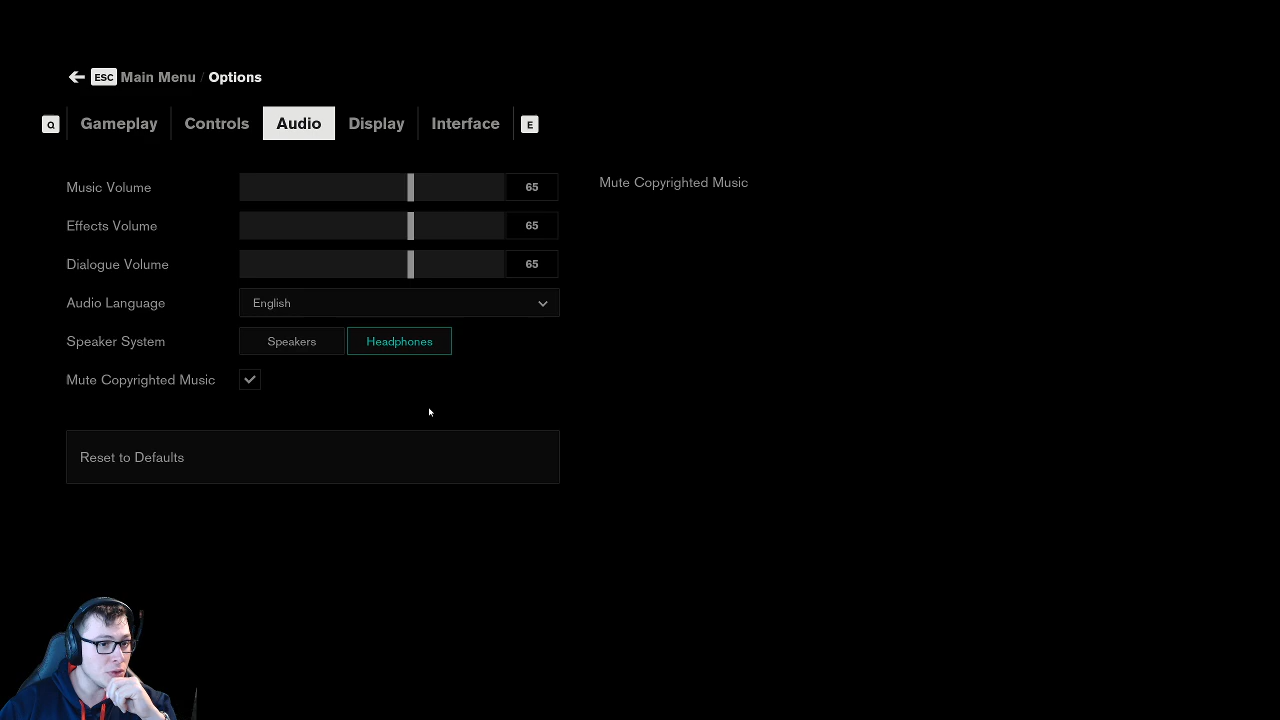 ESC Main Menu / Options
Q Gameplay Controls Audio Display Interface E
Music Volume 65
Mute Copyrighted Music
Effects Volume 65
Dialogue Volume 65
Audio Language English
Speaker System Speakers Headphones
Mute Copyrighted Music
Reset to Defaults